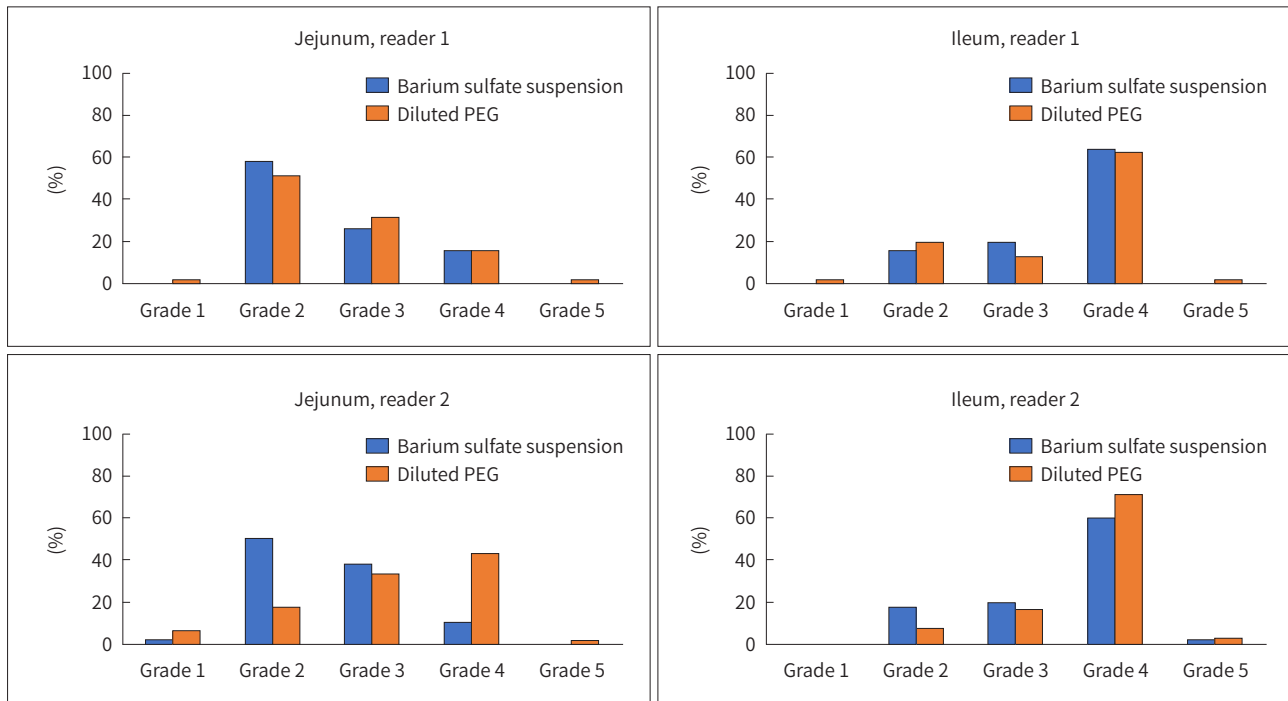 Jejunum, reader 1
100
80
60
40
20
0
(%)
Barium sulfate suspension
Diluted PEG
Grade 1 Grade 2 Grade 3 Grade 4 Grade 5
Ileum, reader 1
100
80
60
40
20
0
(%)
Barium sulfate suspension
Diluted PEG
Grade 1 Grade 2 Grade 3 Grade 4 Grade 5
Jejunum, reader 2
100
80
60
40
20
0
(%)
Barium sulfate suspension
Diluted PEG
Grade 1 Grade 2 Grade 3 Grade 4 Grade 5
Ileum, reader 2
100
80
60
40
20
0
(%)
Barium sulfate suspension
Diluted PEG
Grade 1 Grade 2 Grade 3 Grade 4 Grade 5